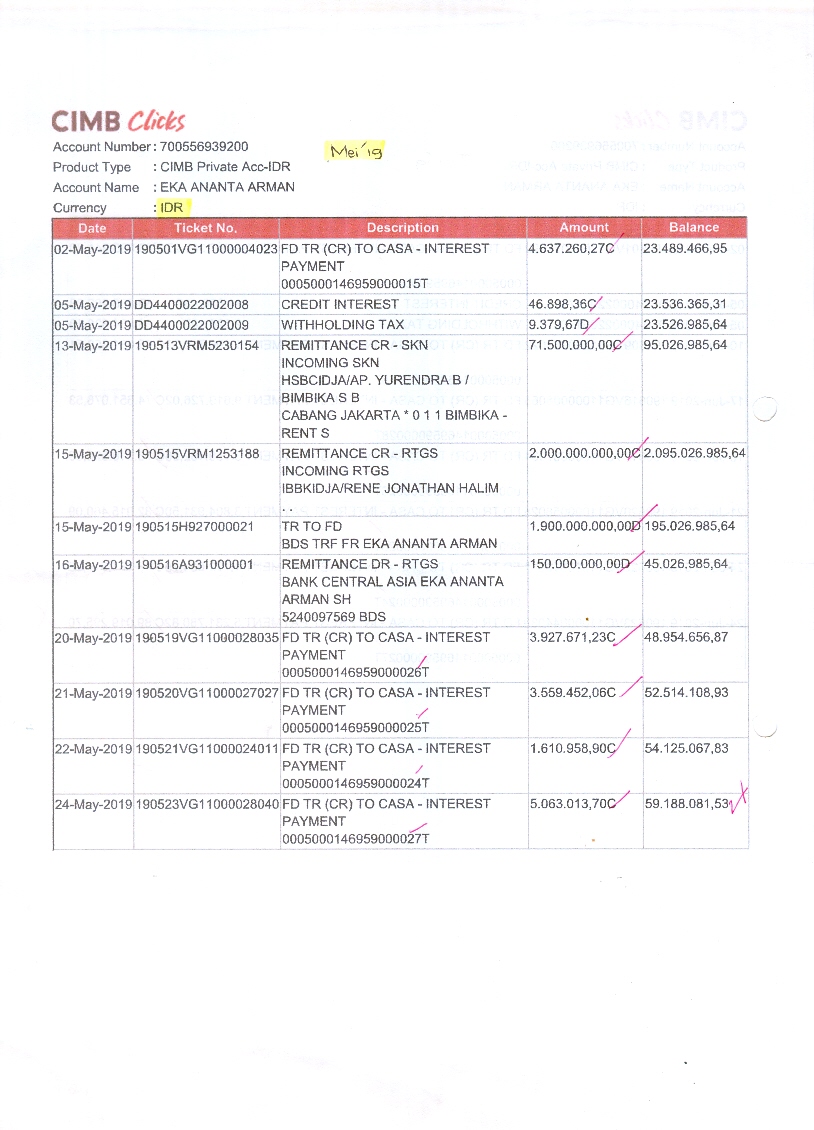 CIMB Clicks
Account Number : 700556939200
Mei '19
Product Type : CIMB Private Acc-IDR
Account Name : EKA ANANTA ARMAN
Currency : IDR
Date Ticket No. Description Amount Balance
02-May-2019 190501VG11000004023 FD TR (CR) TO CASA - INTEREST 4.637.260,27C 23.489.466,95
PAYMENT
000500014695900015T
05-May-2019 DD4400022002008 CREDIT INTEREST 46.898,36C 23.536.365,31
05-May-2019 DD4400022002009 WITHHOLDING TAX 9.379,67D 23.526.985,64
13-May-2019 190513VRM5230154 REMITTANCE CR - SKN 71.500.000,00C 95.026.985,64
INCOMING SKN
HSBCIDJA/AP. YURENDRA B /
BIMBIKA S B
CABANG JAKARTA * 0 1 1 BIMBIKA -
RENT S
15-May-2019 190515VRM1253188 REMITTANCE CR - RTGS 2.000.000.000,00C 2.095.026.985,64
INCOMING RTGS
IBBKIDJA/RENE JONATHAN HALIM
. .
15-May-2019 190515H927000021 TR TO FD 1.900.000.000,00D 195.026.985,64
BDS TRF FR EKA ANANTA ARMAN
16-May-2019 190516A931000001 REMITTANCE DR - RTGS 150.000.000,00D 45.026.985,64
BANK CENTRAL ASIA EKA ANANTA
ARMAN SH
5240097569 BDS
20-May-2019 190519VG11000028035 FD TR (CR) TO CASA - INTEREST 3.927.671,23C 48.954.656,87
PAYMENT
000500014695900​0026T
21-May-2019 190520VG11000027027 FD TR (CR) TO CASA - INTEREST 3.559.452,06C 52.514.108,93
PAYMENT
0005000146959000025T
22-May-2019 190521VG11000024011 FD TR (CR) TO CASA - INTEREST 1.610.958,90C 54.125.067,83
PAYMENT
0005000146959000024T
24-May-2019 190523VG11000028040 FD TR (CR) TO CASA - INTEREST 5.063.013,70C 59.188.081,53
PAYMENT
0005000146959000027T